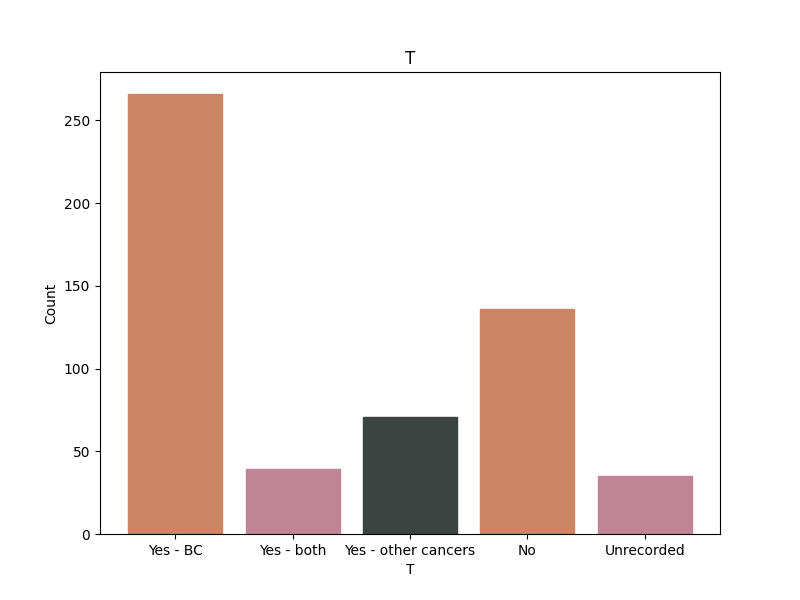 T
Count
250
200
150
100
50
0
Yes - BC Yes - both Yes - other cancers No Unrecorded
T